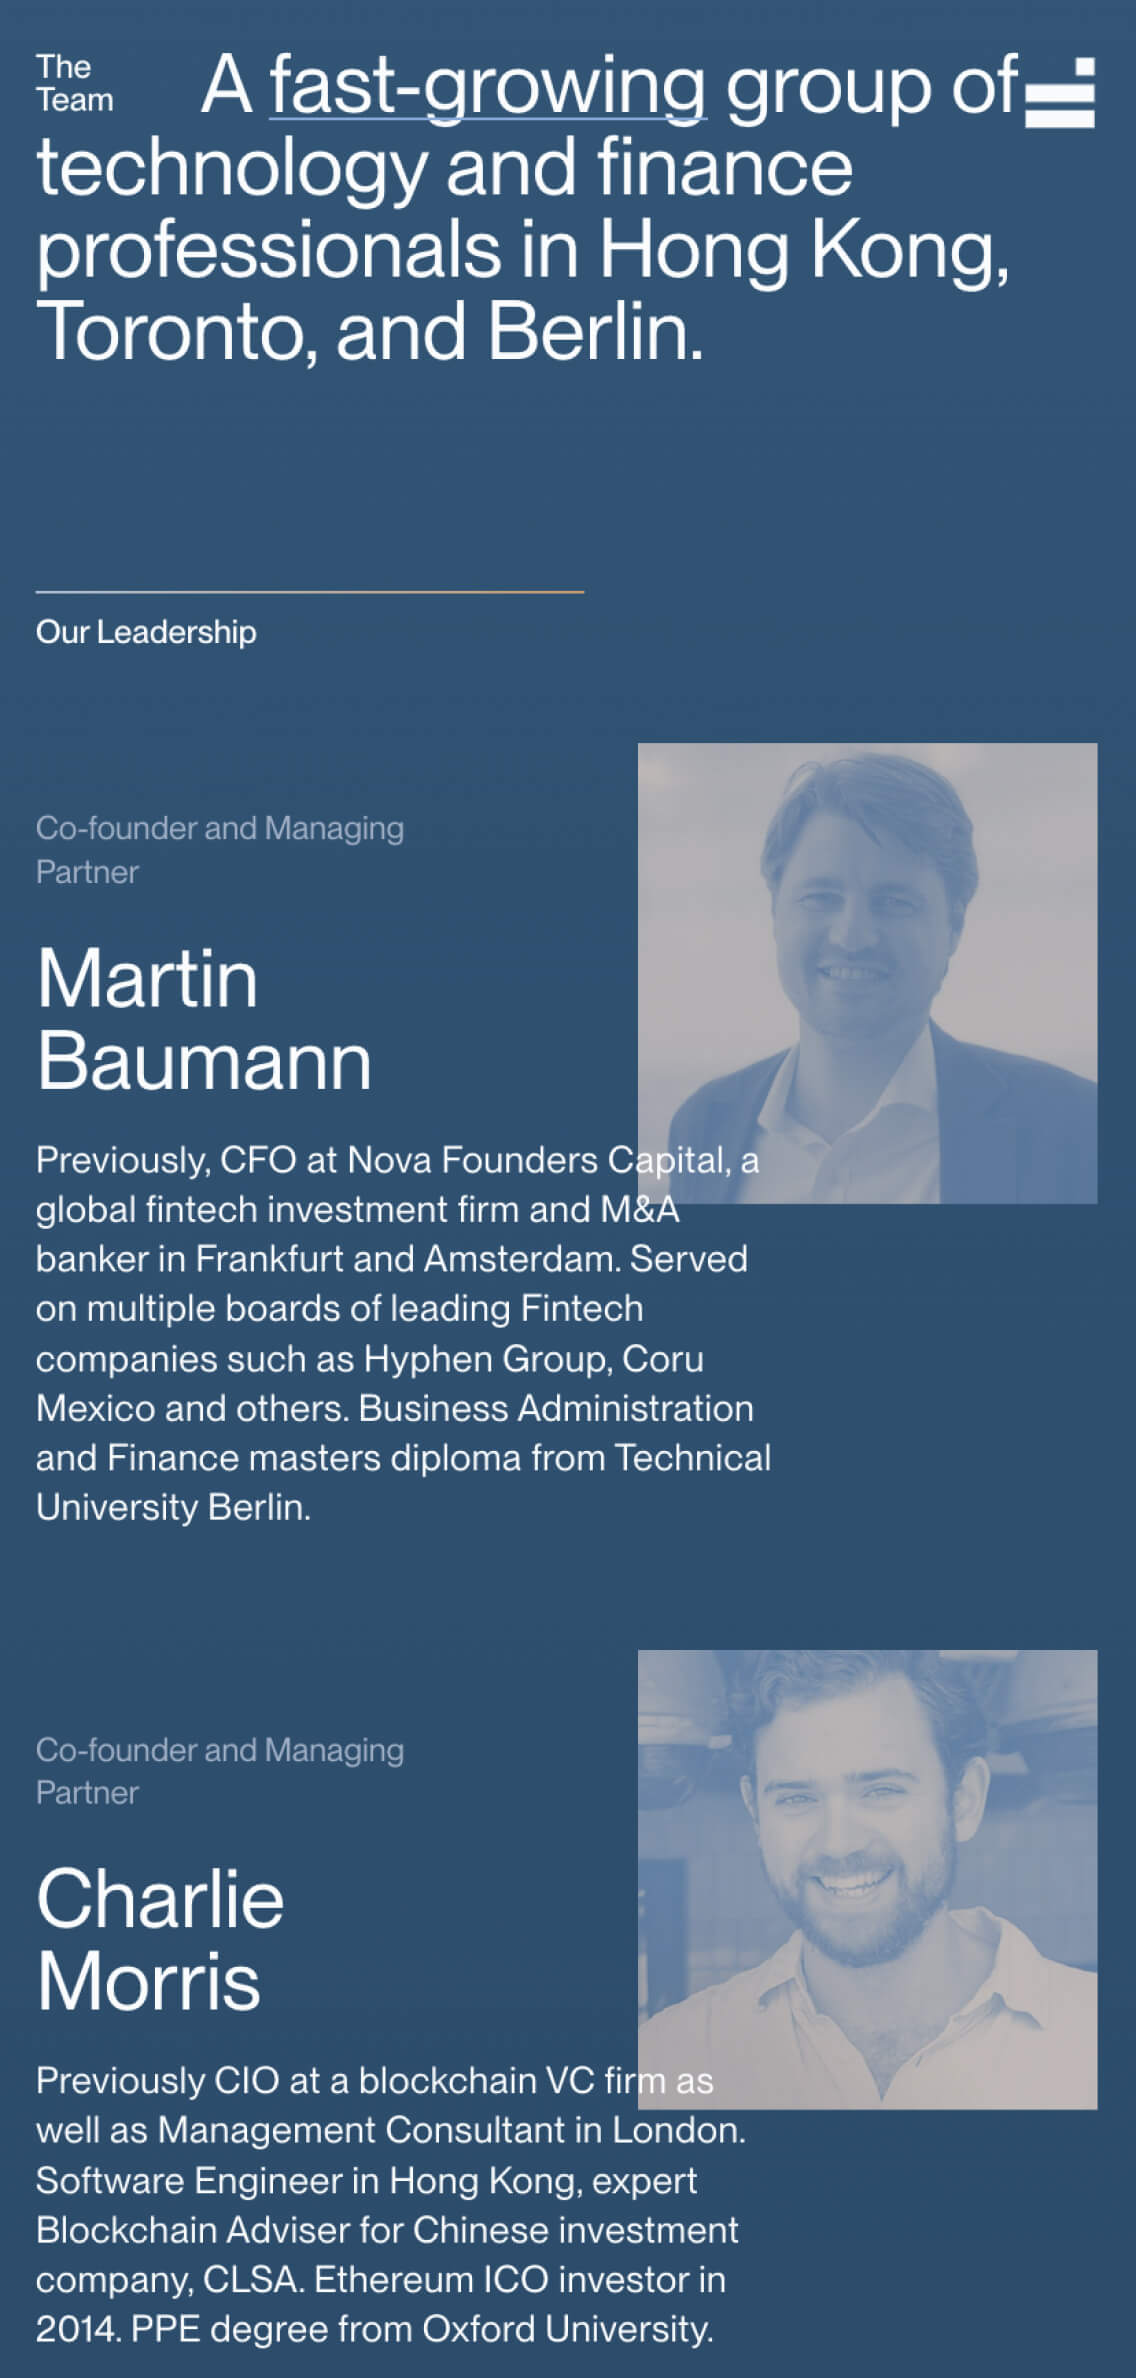 The
Team
A fast-growing group of
technology and finance
professionals in Hong Kong,
Toronto, and Berlin.
Our Leadership
Co-founder and Managing
Partner
Martin
Baumann
Previously, CFO at Nova Founders Capital, a
global fintech investment firm and M&A
banker in Frankfurt and Amsterdam. Served
on multiple boards of leading Fintech
companies such as Hyphen Group, Coru
Mexico and others. Business Administration
and Finance masters diploma from Technical
University Berlin.
Co-founder and Managing
Partner
Charlie
Morris
Previously CIO at a blockchain VC firm as
well as Management Consultant in London.
Software Engineer in Hong Kong, expert
Blockchain Adviser for Chinese investment
company, CLSA. Ethereum ICO investor in
2014. PPE degree from Oxford University.